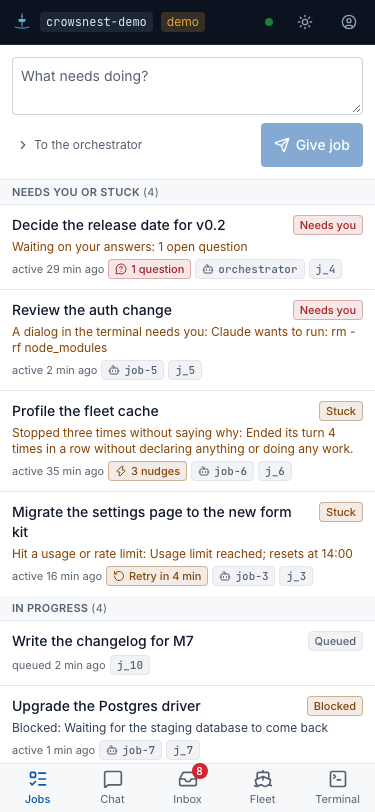 crowsnest-demo demo
What needs doing?
To the orchestrator
Give job
NEEDS YOU OR STUCK (4)
Decide the release date for v0.2
Needs you
Waiting on your answers: 1 open question
active 29 min ago 1 question orchestrator j_4
Review the auth change
Needs you
A dialog in the terminal needs you: Claude wants to run: rm -
rf node_modules
active 2 min ago job-5 j_5
Profile the fleet cache
Stuck
Stopped three times without saying why: Ended its turn 4
times in a row without declaring anything or doing any work.
active 35 min ago 3 nudges job-6 j_6
Migrate the settings page to the new form
kit
Stuck
Hit a usage or rate limit: Usage limit reached; resets at 14:00
active 16 min ago Retry in 4 min job-3 j_3
IN PROGRESS (4)
Write the changelog for M7
Queued
queued 2 min ago j_10
Upgrade the Postgres driver
Blocked
Blocked: Waiting for the staging database to come back
active 1 min ago job-7 j_7
8
Jobs Chat Inbox Fleet Terminal